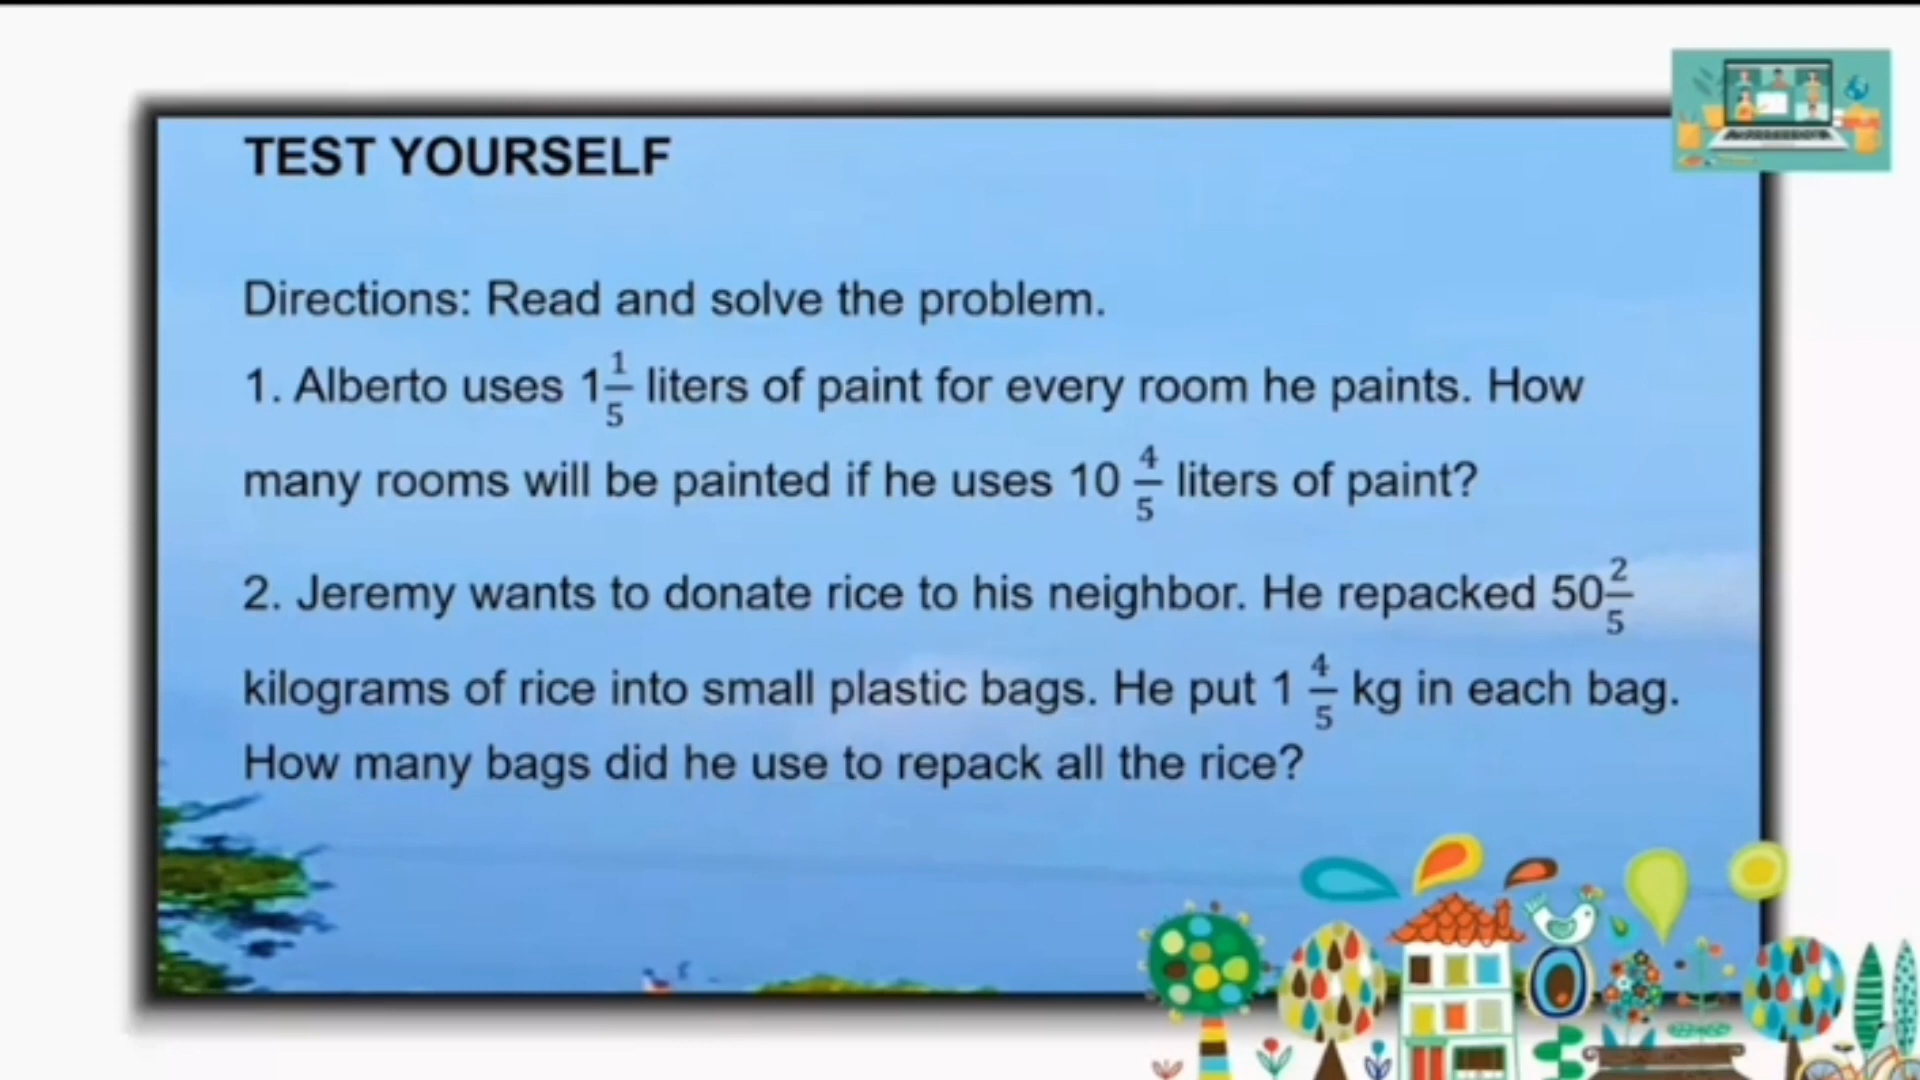 TEST YOURSELF
Directions: Read and solve the problem.
1. Alberto uses 1 1/5 liters of paint for every room he paints. How
many rooms will be painted if he uses 10 4/5 liters of paint?
2. Jeremy wants to donate rice to his neighbor. He repacked 50 2/5
kilograms of rice into small plastic bags. He put 1 4/5 kg in each bag.
How many bags did he use to repack all the rice?